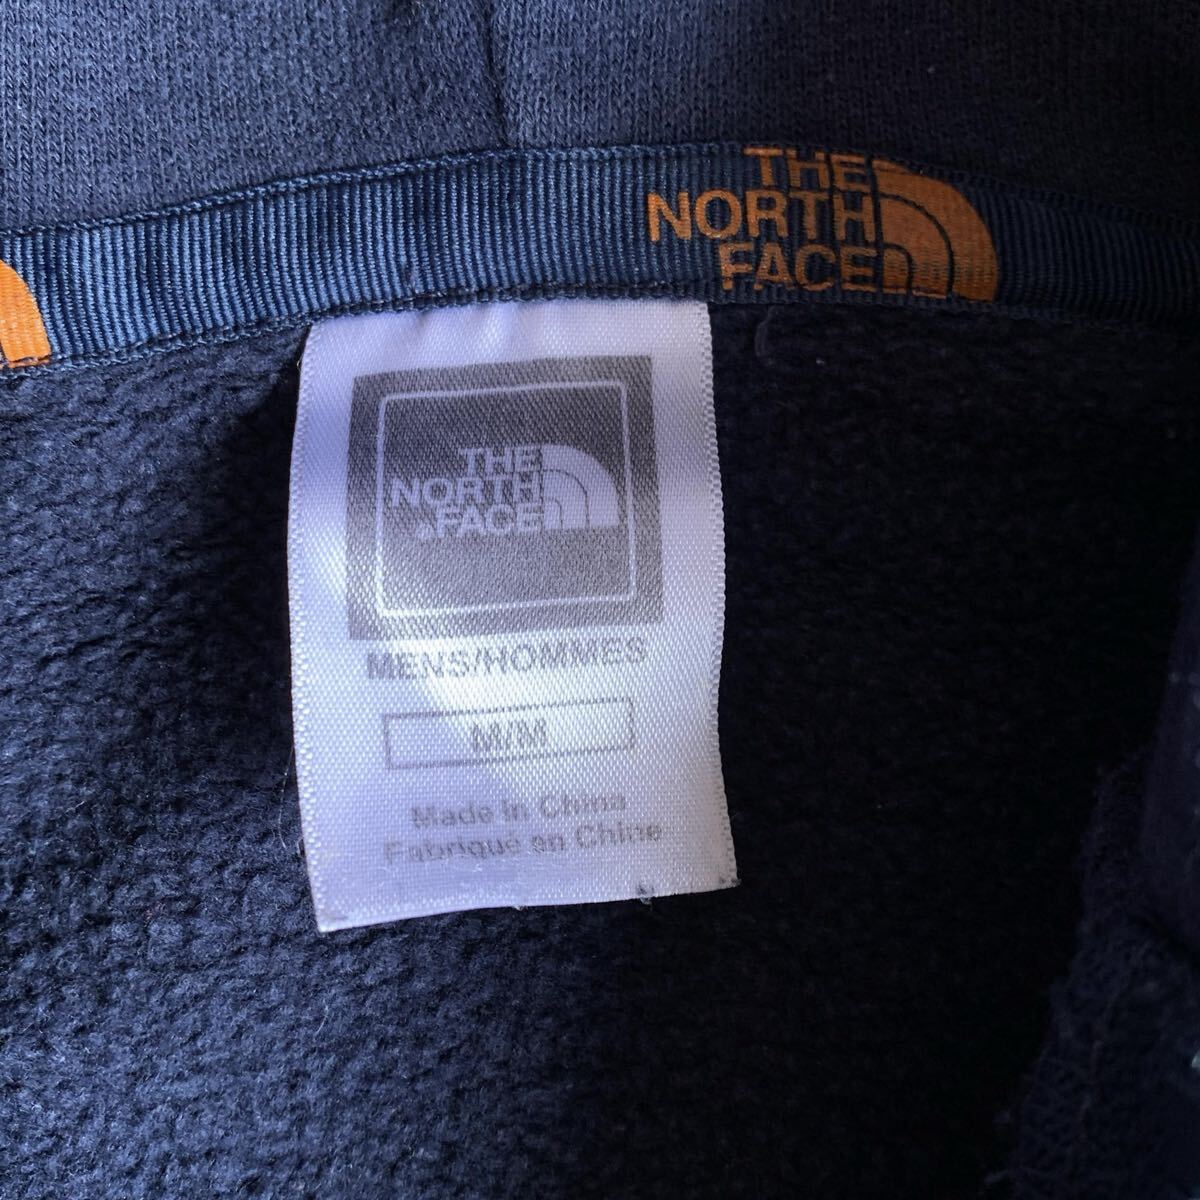 THE
NORTH
FACE
THE
NORTH
FACE
MENS/HOMMES
M/M
Made in China
Fabriqué en Chine